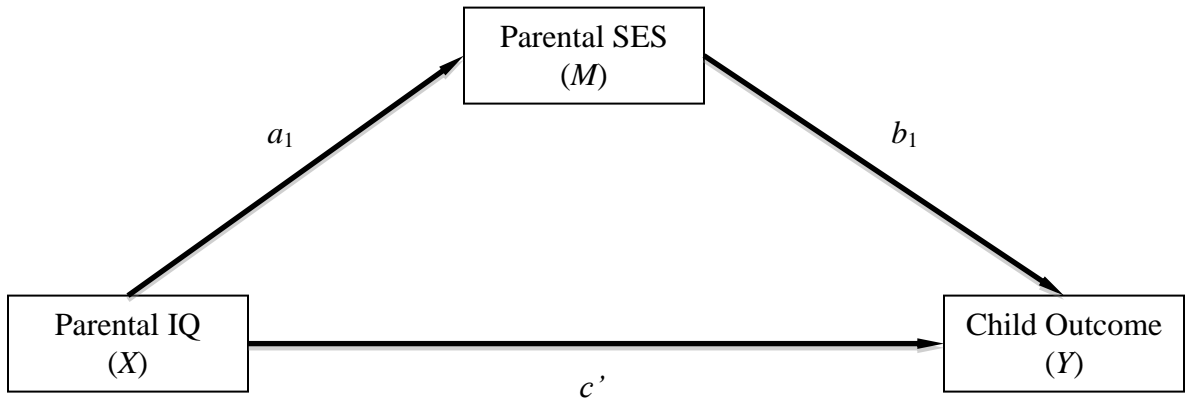 Parental SES
(M)
a₁
b₁
Parental IQ
(X)
Child Outcome
(Y)
c’